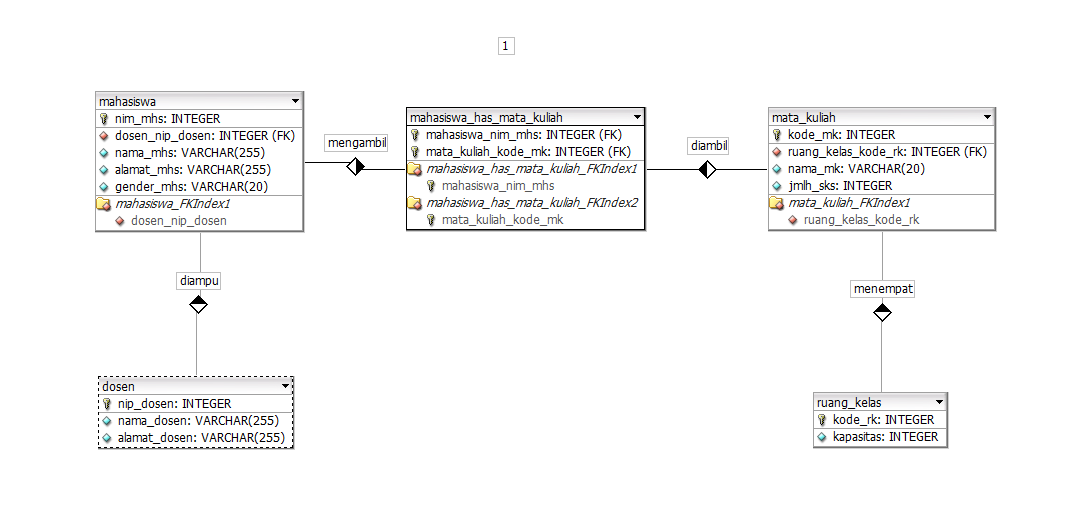 1
mahasiswa
nim_mhs: INTEGER
dosen_nip_dosen: INTEGER (FK)
nama_mhs: VARCHAR(255)
alamat_mhs: VARCHAR(255)
gender_mhs: VARCHAR(20)
mahasiswa_FKIndex1
dosen_nip_dosen
mengambil
mahasiswa_has_mata_kuliah
mahasiswa_nim_mhs: INTEGER (FK)
mata_kuliah_kode_mk: INTEGER (FK)
mahasiswa_has_mata_kuliah_FKIndex1
mahasiswa_nim_mhs
mahasiswa_has_mata_kuliah_FKIndex2
mata_kuliah_kode_mk
diambil
mata_kuliah
kode_mk: INTEGER
ruang_kelas_kode_rk: INTEGER (FK)
nama_mk: VARCHAR(20)
jmlh_sks: INTEGER
mata_kuliah_FKIndex1
ruang_kelas_kode_rk
diampu
menempat
dosen
nip_dosen: INTEGER
nama_dosen: VARCHAR(255)
alamat_dosen: VARCHAR(255)
ruang_kelas
kode_rk: INTEGER
kapasitas: INTEGER